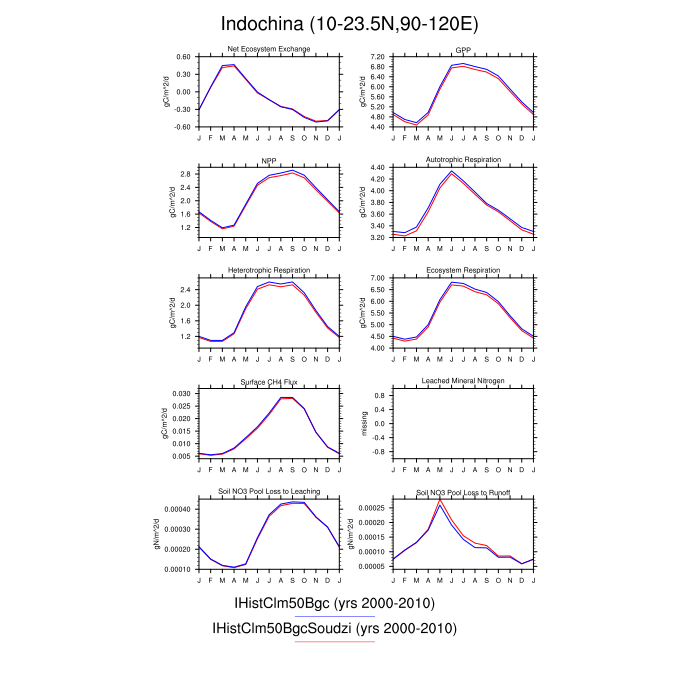 Indochina (10-23.5N,90-120E)
Net Ecosystem Exchange
gC/m^2/d
0.60
0.30
0.00
-0.30
-0.60
J F M A M J J A S O N D J
GPP
gC/m^2/d
7.20
6.80
6.40
6.00
5.60
5.20
4.80
4.40
J F M A M J J A S O N D J
NPP
gC/m^2/d
2.8
2.4
2.0
1.6
1.2
J F M A M J J A S O N D J
Autotrophic Respiration
gC/m^2/d
4.40
4.20
4.00
3.80
3.60
3.40
3.20
J F M A M J J A S O N D J
Heterotrophic Respiration
gC/m^2/d
2.4
2.0
1.6
1.2
J F M A M J J A S O N D J
Ecosystem Respiration
gC/m^2/d
7.00
6.50
6.00
5.50
5.00
4.50
4.00
J F M A M J J A S O N D J
Surface CH4 Flux
gC/m^2/d
0.030
0.025
0.020
0.015
0.010
0.005
J F M A M J J A S O N D J
Leached Mineral Nitrogen
missing
0.8
0.4
0.0
-0.4
-0.8
J F M A M J J A S O N D J
Soil NO3 Pool Loss to Leaching
gN/m^2/d
0.00040
0.00030
0.00020
0.00010
J F M A M J J A S O N D J
Soil NO3 Pool Loss to Runoff
gN/m^2/d
0.00025
0.00020
0.00015
0.00010
0.00005
J F M A M J J A S O N D J
IHistClm50Bgc (yrs 2000-2010)
IHistClm50BgcSoudzi (yrs 2000-2010)